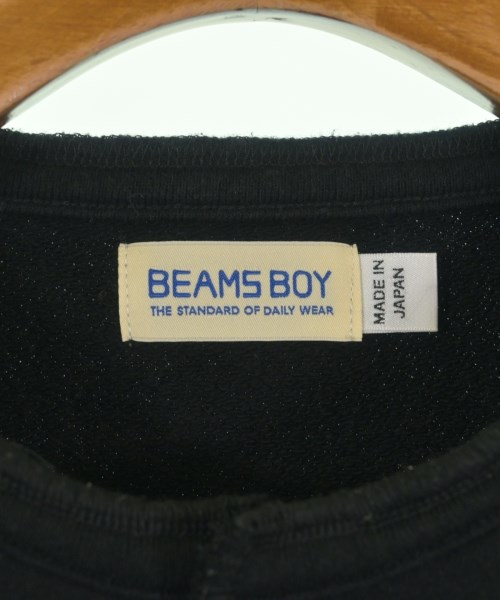 BEAMS BOY
THE STANDARD OF DAILY WEAR
MADE IN
JAPAN